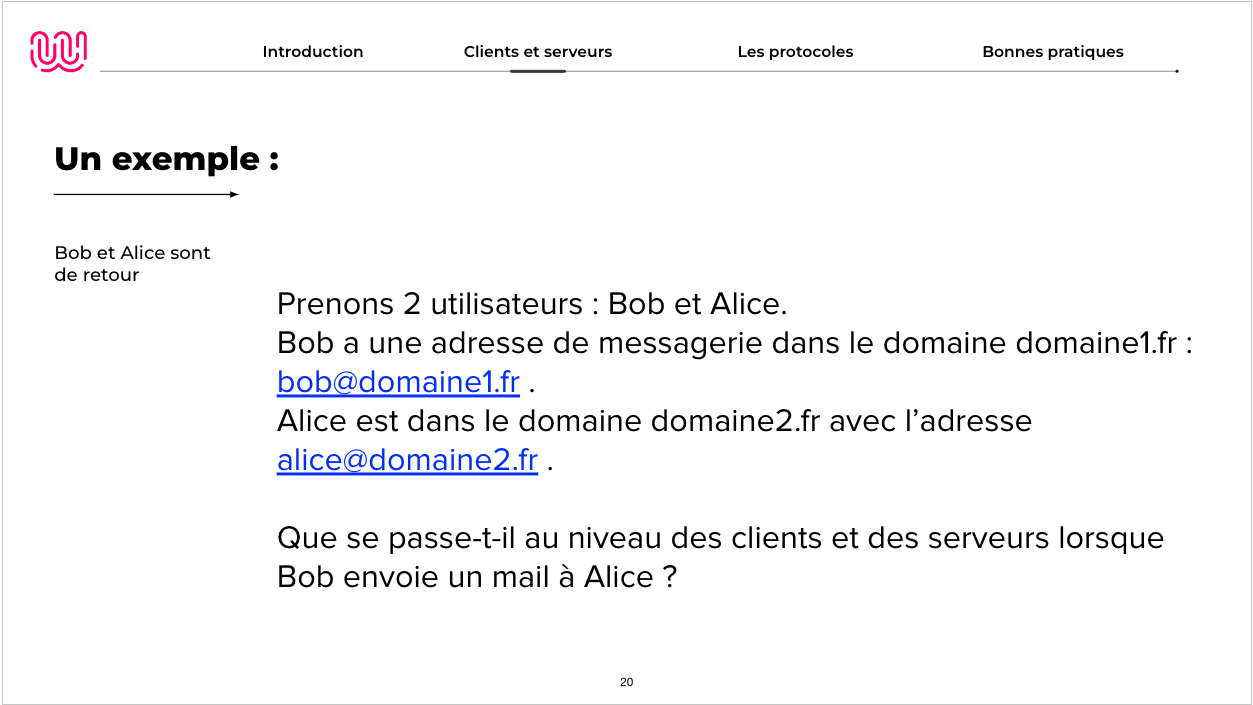 Introduction
Clients et serveurs
Les protocoles
Bonnes pratiques
Un exemple :
Bob et Alice sont
de retour
Prenons 2 utilisateurs : Bob et Alice.
Bob a une adresse de messagerie dans le domaine domaine1.fr :
bob@domaine1.fr .
Alice est dans le domaine domaine2.fr avec l’adresse
alice@domaine2.fr .
Que se passe-t-il au niveau des clients et des serveurs lorsque
Bob envoie un mail à Alice ?
20